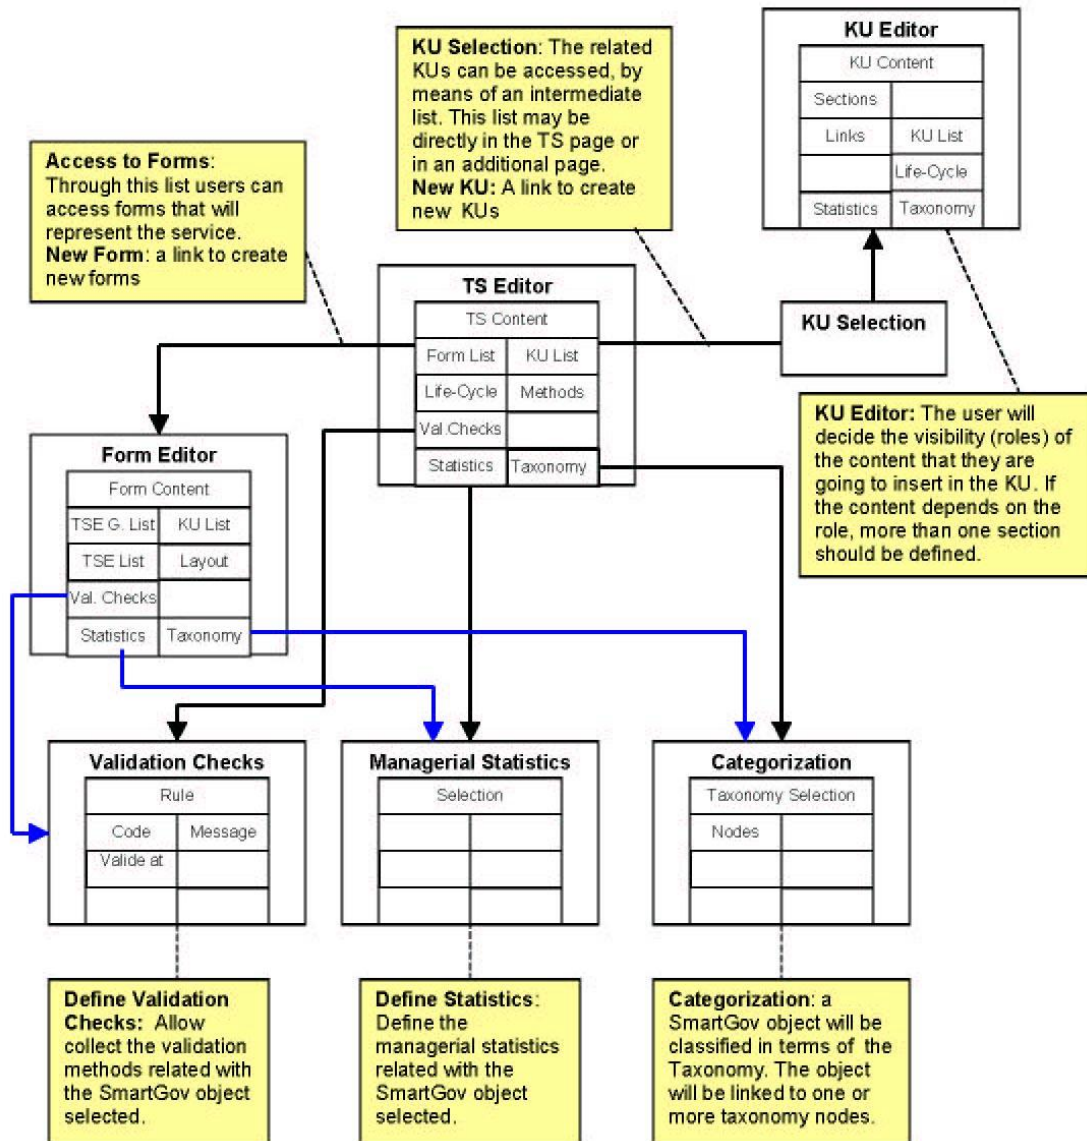 KU Editor
KU Content
Sections
Links
KU List
Life-Cycle
Statistics
Taxonomy
KU Selection: The related
KUs can be accessed, by
means of an intermediate
list. This list may be
directly in the TS page or
in an additional page.
New KU: A link to create
new KUs
Access to Forms:
Through this list users can
access forms that will
represent the service.
New Form: a link to create
new forms
TS Editor
TS Content
Form List
KU List
Life-Cycle
Methods
Val.Checks
Statistics
Taxonomy
KU Selection
KU Editor: The user will
decide the visibility (roles) of
the content that they are
going to insert in the KU. If
the content depends on the
role, more than one section
should be defined.
Form Editor
Form Content
TSE G. List
KU List
TSE List
Layout
Val. Checks
Statistics
Taxonomy
Validation Checks
Rule
Code
Message
Valide at
Managerial Statistics
Selection
Categorization
Taxonomy Selection
Nodes
Define Validation
Checks: Allow
collect the validation
methods related with
the SmartGov object
selected.
Define Statistics:
Define the
managerial statistics
related with the
SmartGov object
selected.
Categorization: a
SmartGov object will be
classified in terms of the
Taxonomy. The object
will be linked to one or
more taxonomy nodes.